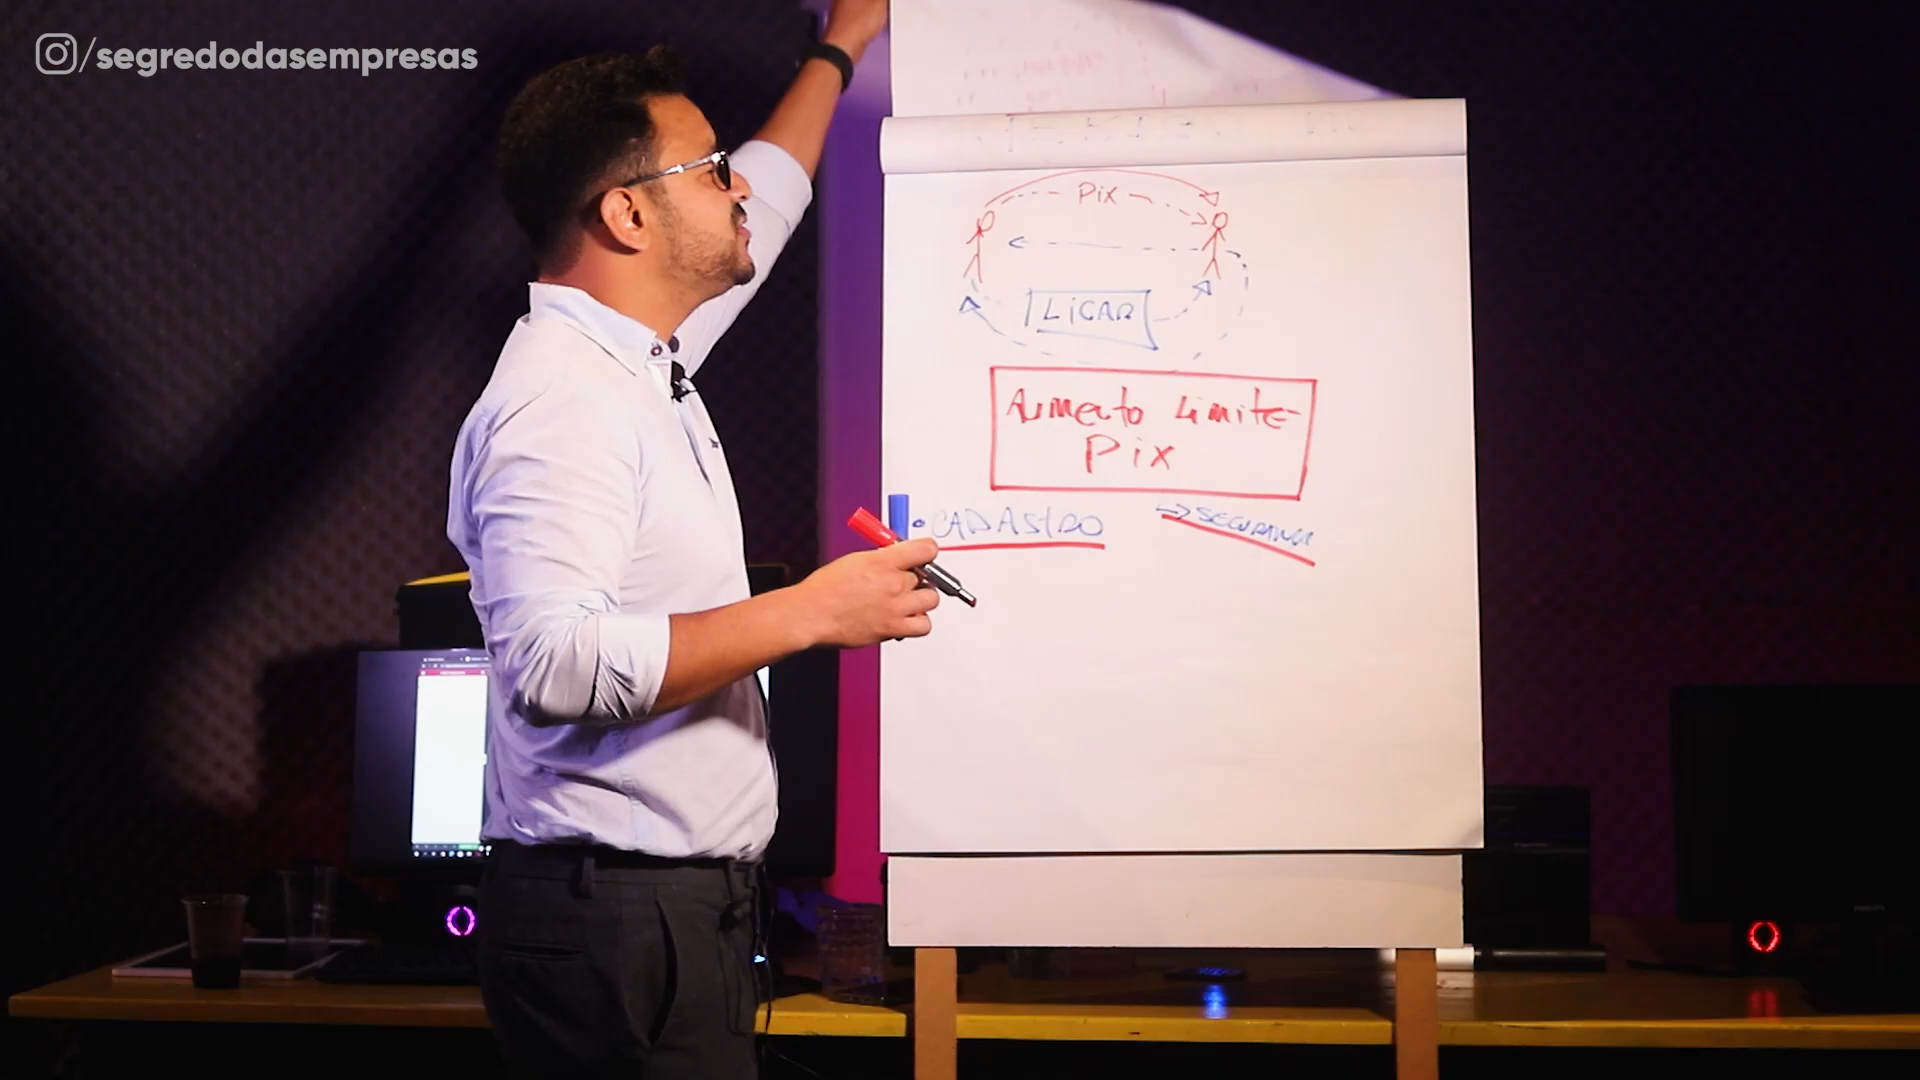 /segredodasempresas
Pix
LiGAR
Aumento Limite
Pix
• CADASTRO
→ SEGURANÇA